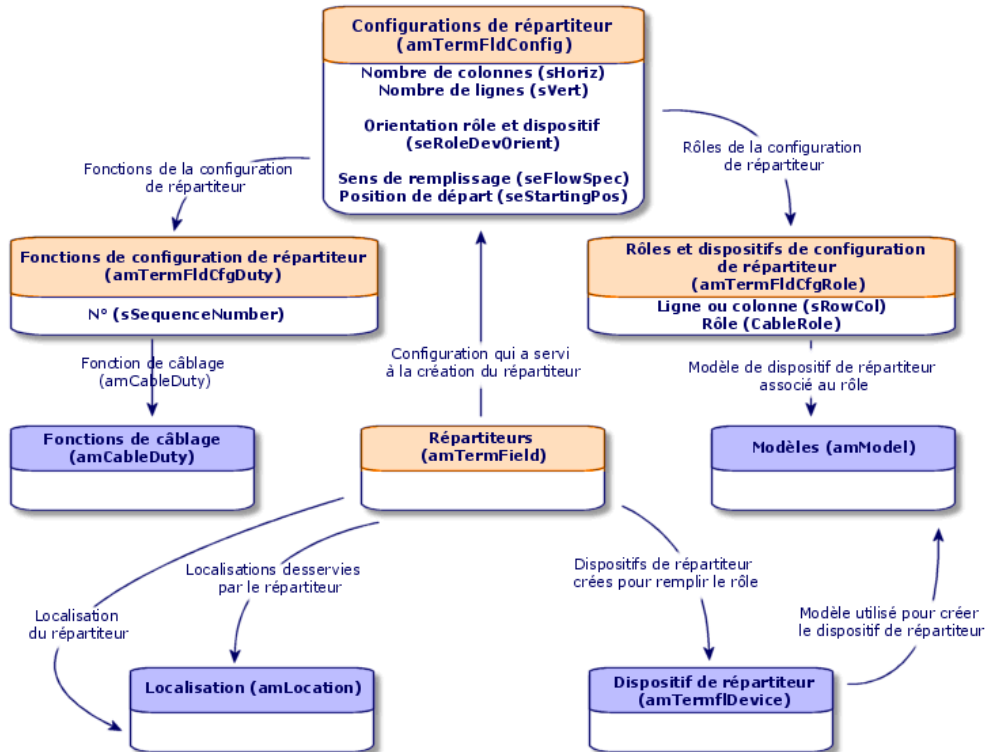 Configurations de répartiteur
(amTermFldConfig)
Nombre de colonnes (sHoriz)
Nombre de lignes (sVert)
Orientation rôle et dispositif
(seRoleDevOrient)
Sens de remplissage (seFlowSpec)
Position de départ (seStartingPos)
Fonctions de la configuration
de répartiteur
Rôles de la configuration
de répartiteur
Fonctions de configuration de répartiteur
(amTermFldCfgDuty)
N° (sSequenceNumber)
Rôles et dispositifs de configuration
de répartiteur
(amTermFldCfgRole)
Ligne ou colonne (sRowCol)
Rôle (CableRole)
Fonction de câblage
(amCableDuty)
Configuration qui a servi
à la création du répartiteur
Modèle de dispositif de répartiteur
associé au rôle
Fonctions de câblage
(amCableDuty)
Répartiteurs
(amTermField)
Modèles (amModel)
Localisations desservies
par le répartiteur
Dispositifs de répartiteur
crées pour remplir le rôle
Localisation
du répartiteur
Modèle utilisé pour créer
le dispositif de répartiteur
Localisation (amLocation)
Dispositif de répartiteur
(amTermflDevice)